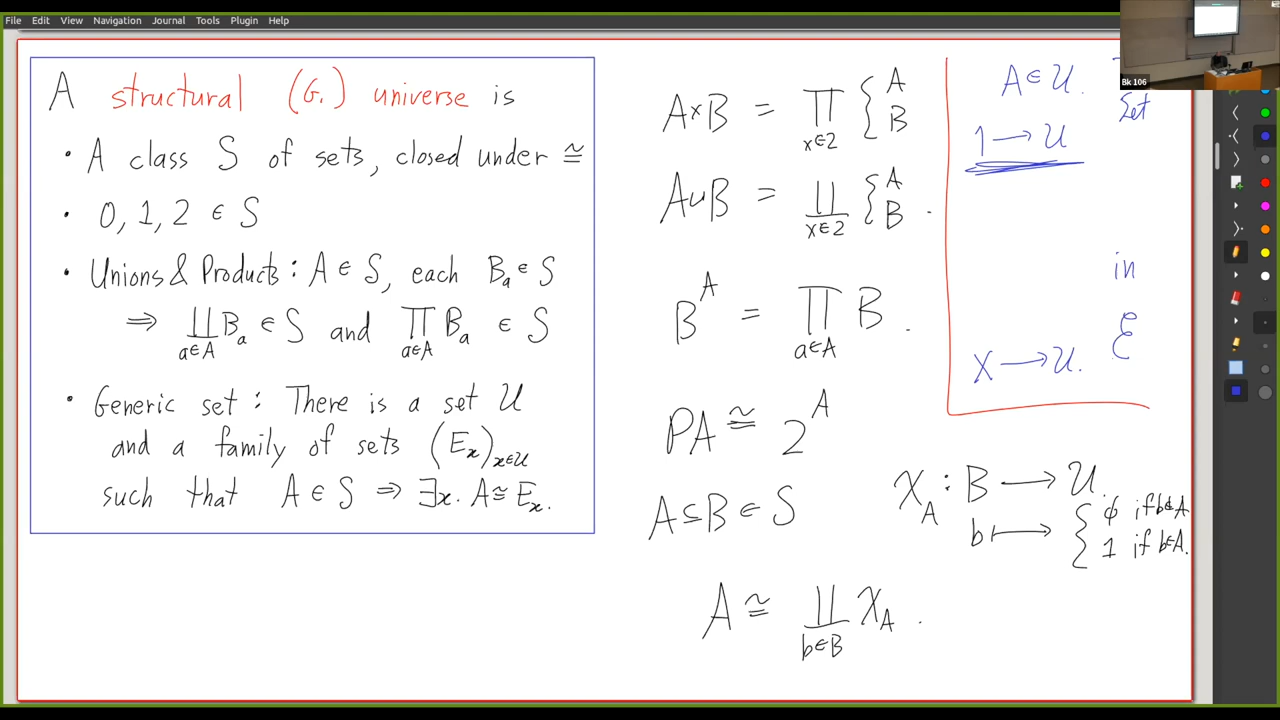 File Edit View Navigation Journal Tools Plugin Help
Bk 106
A structural (G.) universe is
• A class S of sets, closed under ≅
• 0, 1, 2 ∈ S
• Unions & Products: A ∈ S, each B_a ∈ S
⇒ ∐_{a∈A} B_a ∈ S and ∏_{a∈A} B_a ∈ S
• Generic set: There is a set U
and a family of sets (E_x)_{x∈U}
such that A ∈ S ⇒ ∃x. A ≅ E_x.
A×B = ∏_{x∈2} { A B
A⊔B = ∐_{x∈2} { A B .
B^A = ∏_{a∈A} B .
PA ≅ 2^A
A ⊆ B ∈ S
A ≅ ∐_{b∈B} χ_A .
A ∈ U.
Set
1 → U
in
ℰ
X → U.
χ_A : B → U.
b ↦ { ϕ if b∉A
1 if b∈A.